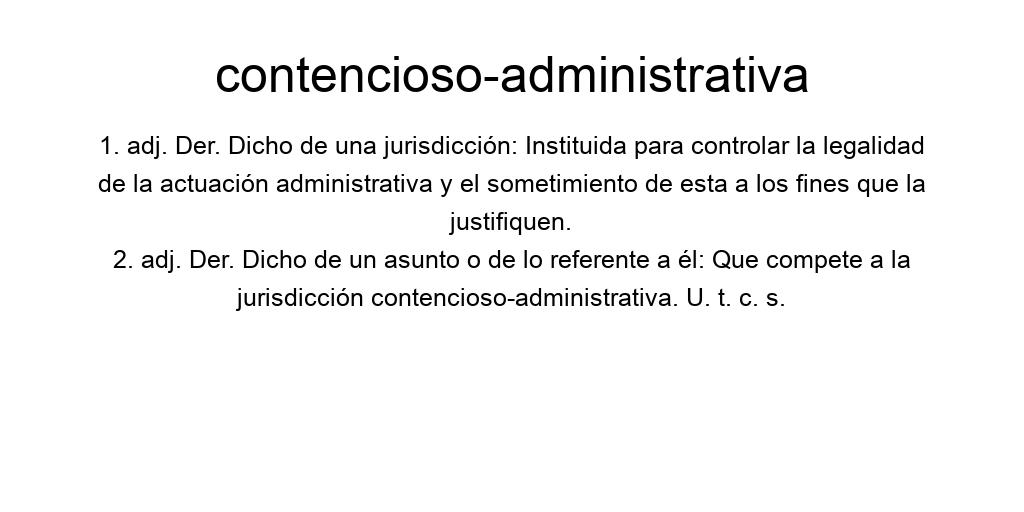 contencioso-administrativa
1. adj. Der. Dicho de una jurisdicción: Instituida para controlar la legalidad
de la actuación administrativa y el sometimiento de esta a los fines que la
justifiquen.
2. adj. Der. Dicho de un asunto o de lo referente a él: Que compete a la
jurisdicción contencioso-administrativa. U. t. c. s.